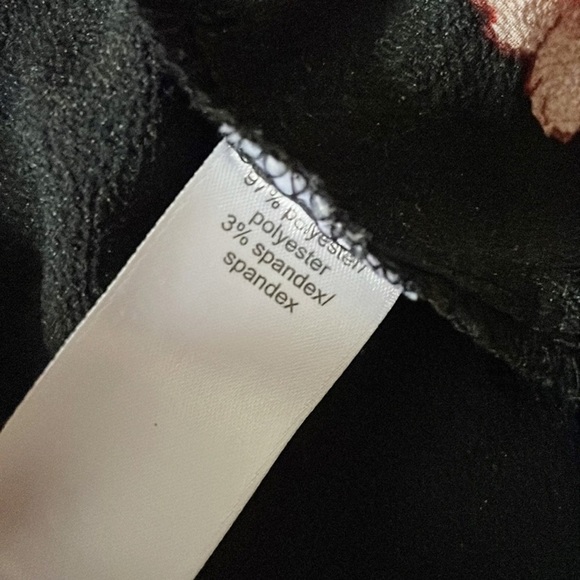 97% polyester/
polyester
3% spandex/
spandex